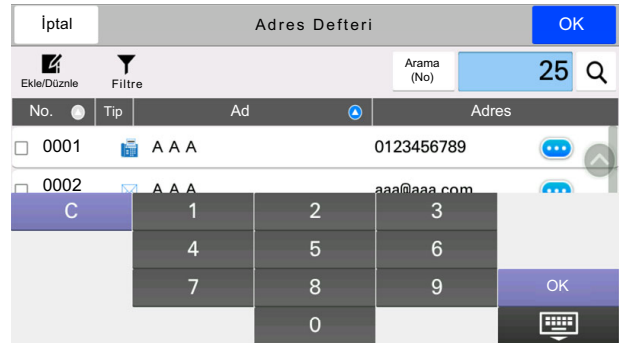 İptal Adres Defteri OK
Ekle/Düznle Filtre Arama (No) 25
No. Tip Ad Adres
0001 A A A 0123456789
0002 A A A aaa@aaa.com
C 1 2 3
4 5 6
7 8 9 OK
0